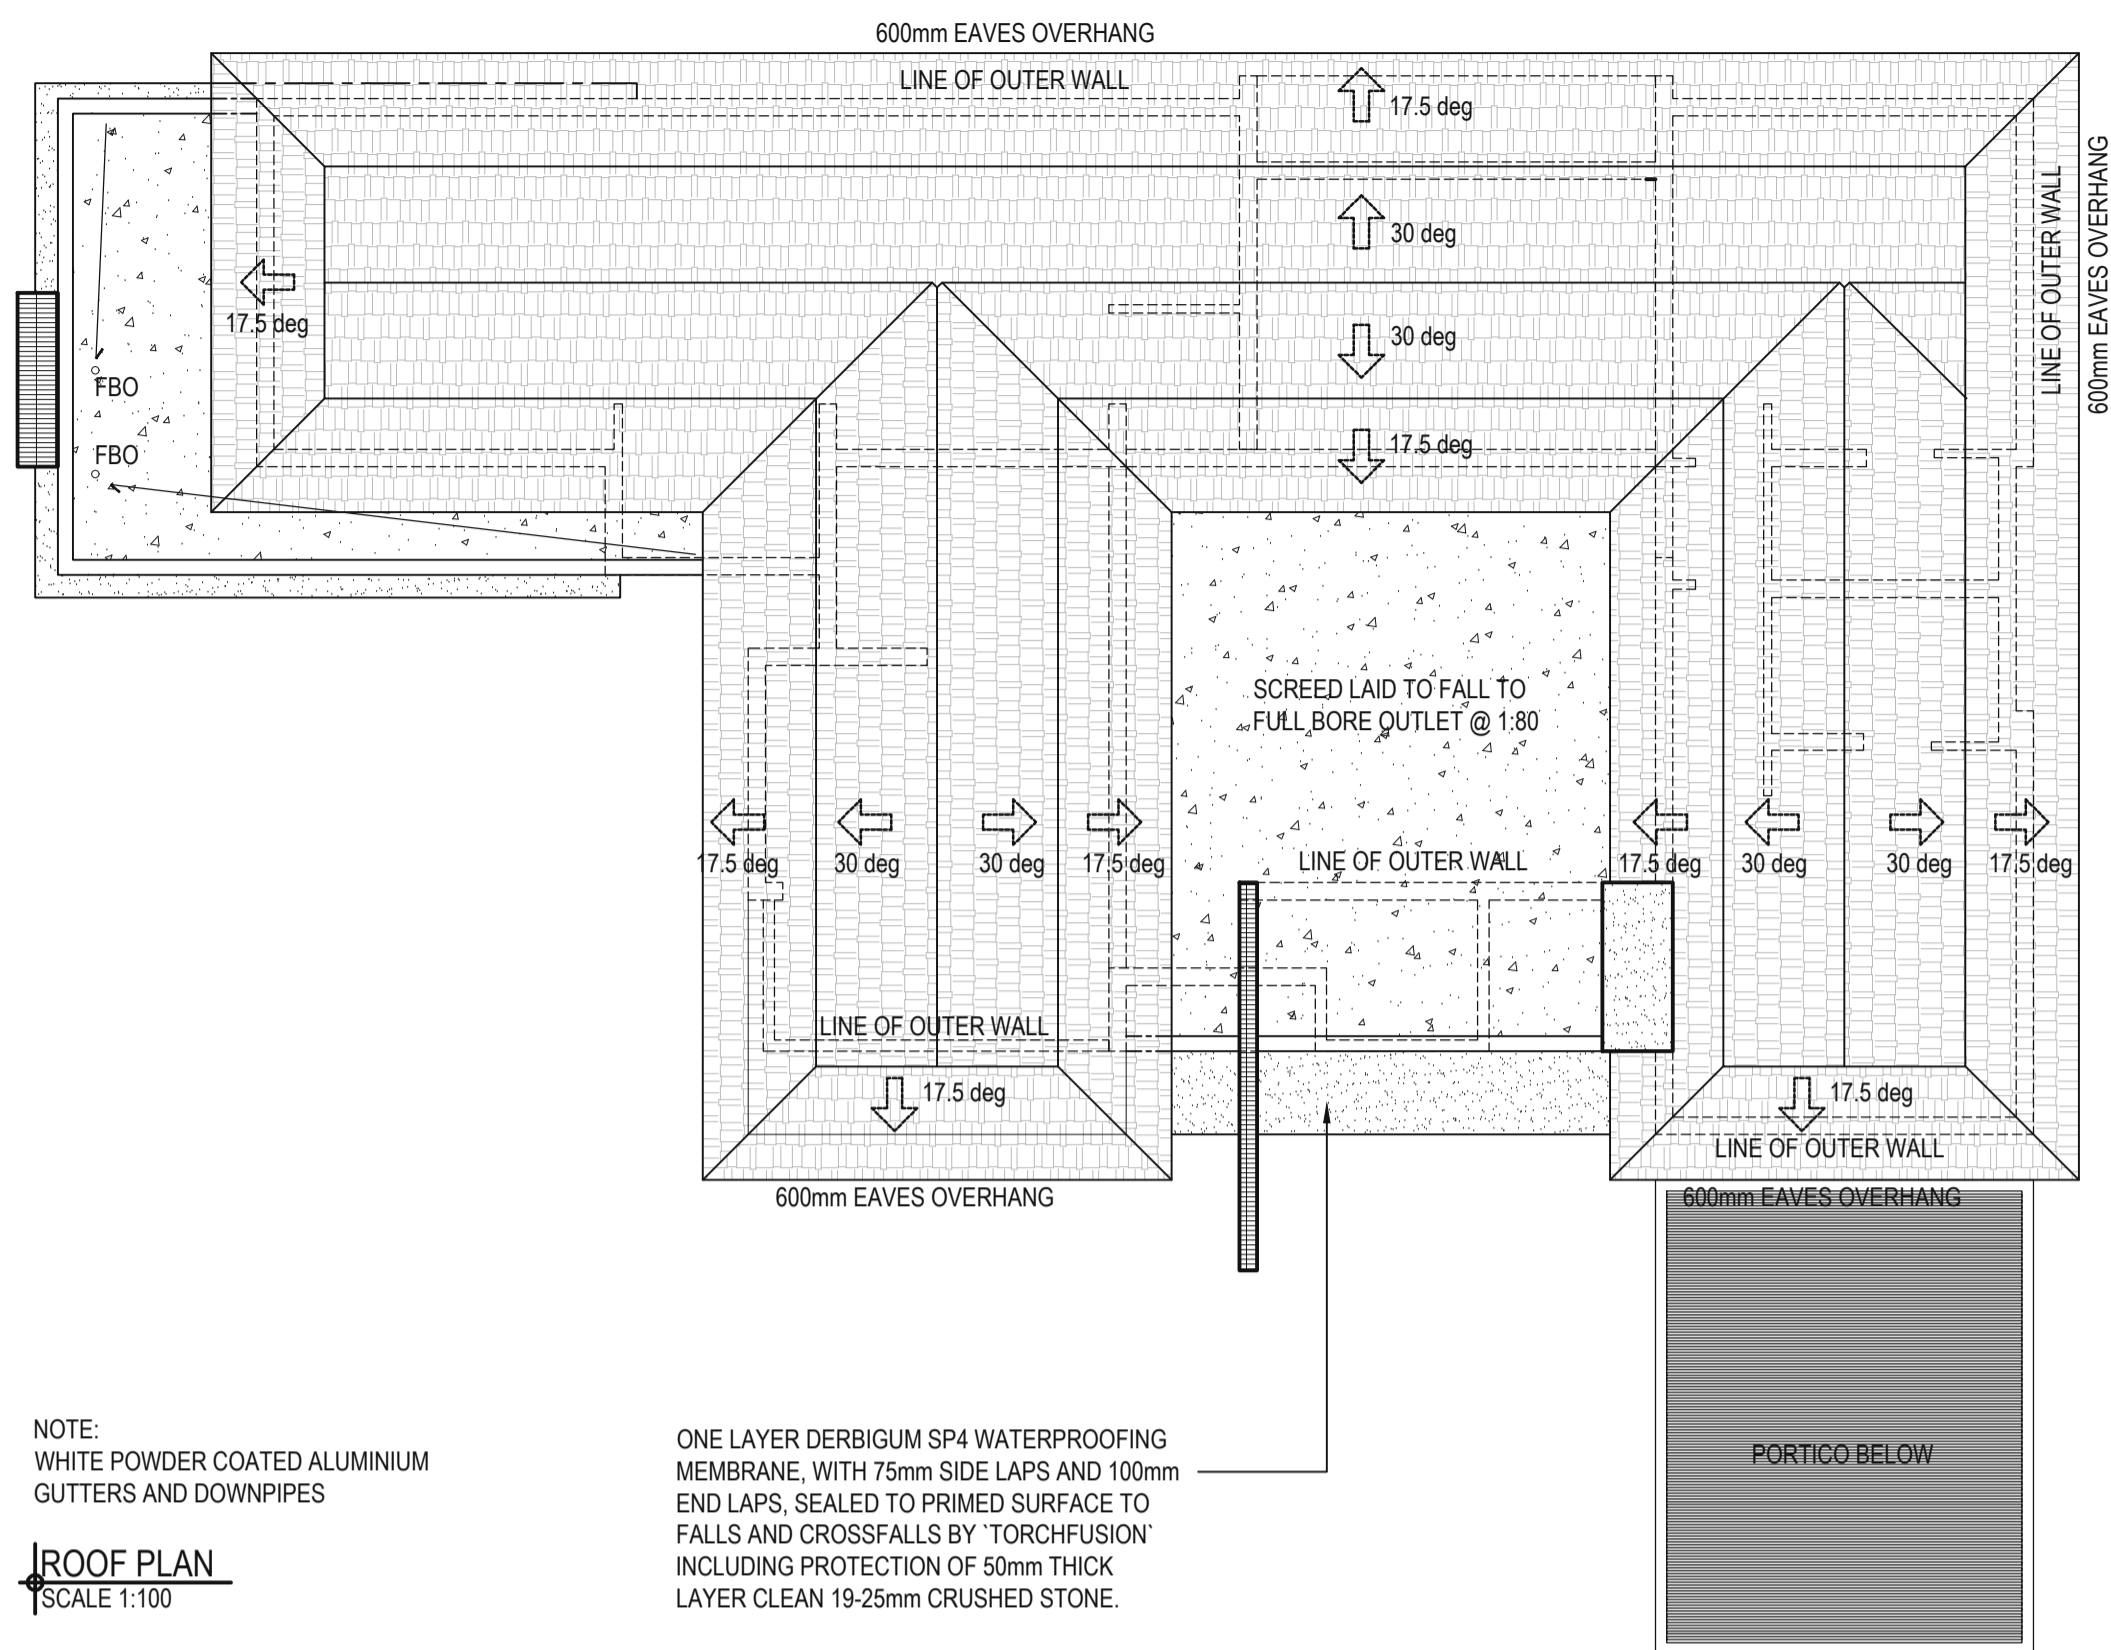 600mm EAVES OVERHANG
LINE OF OUTER WALL
17.5 deg
30 deg
30 deg
17.5 deg
17.5 deg
LINE OF OUTER WALL
600mm EAVES OVERHANG
FBO
FBO
SCREED LAID TO FALL TO
FULL BORE OUTLET @ 1:80
LINE OF OUTER WALL
17.5 deg
30 deg
30 deg
17.5 deg
17.5 deg
30 deg
30 deg
17.5 deg
LINE OF OUTER WALL
17.5 deg
17.5 deg
LINE OF OUTER WALL
600mm EAVES OVERHANG
600mm EAVES OVERHANG
PORTICO BELOW
NOTE:
WHITE POWDER COATED ALUMINIUM
GUTTERS AND DOWNPIPES
ONE LAYER DERBIGUM SP4 WATERPROOFING
MEMBRANE, WITH 75mm SIDE LAPS AND 100mm
END LAPS, SEALED TO PRIMED SURFACE TO
FALLS AND CROSSFALLS BY `TORCHFUSION`
INCLUDING PROTECTION OF 50mm THICK
LAYER CLEAN 19-25mm CRUSHED STONE.
ROOF PLAN
SCALE 1:100